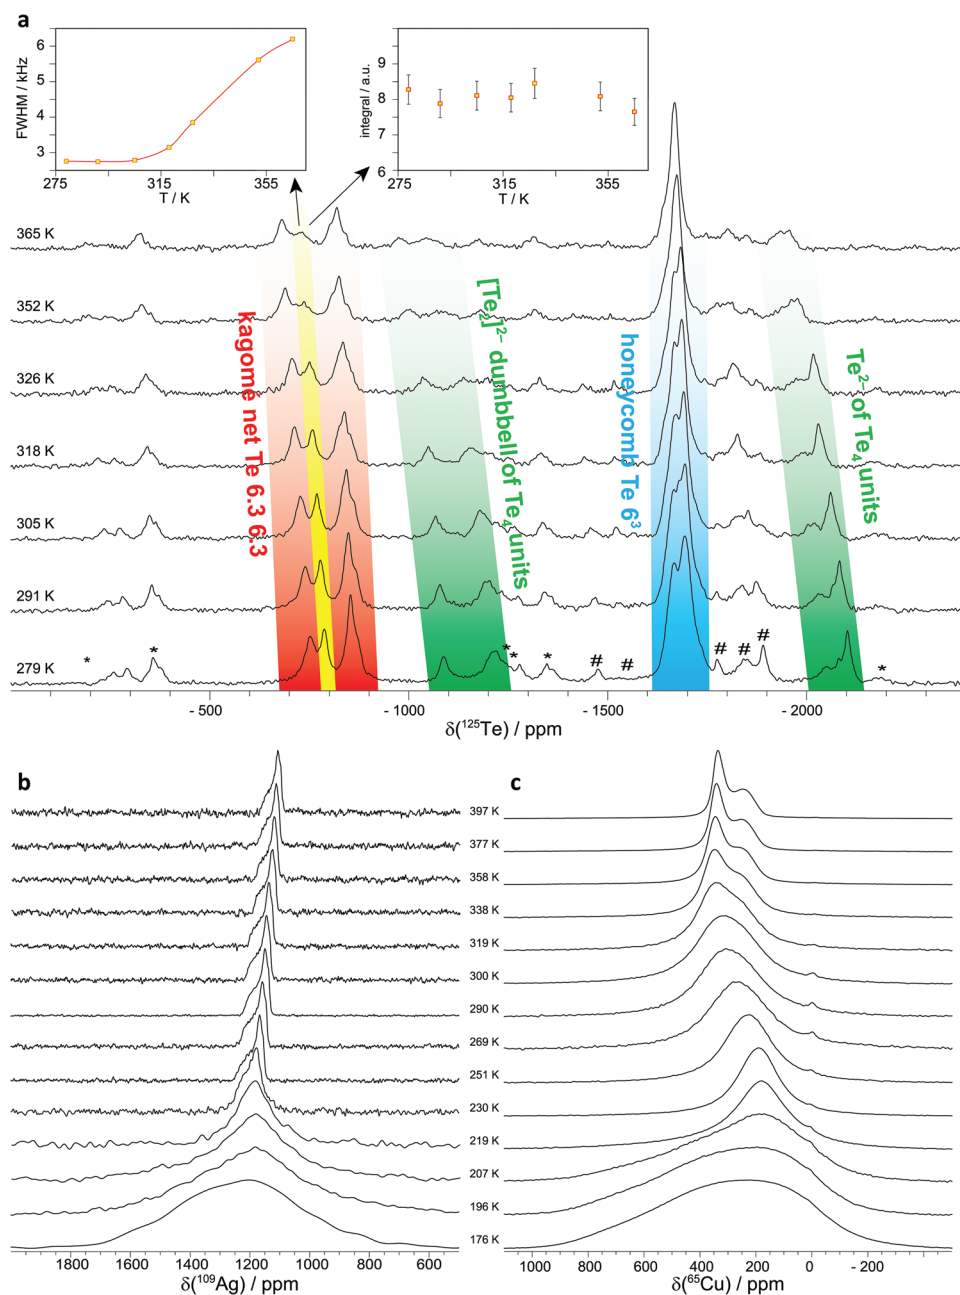 a
FWHM / kHz
6
5
4
3
275
315
355
T / K
integral / a.u.
9
8
7
6
275
315
355
T / K
365 K
352 K
326 K
318 K
305 K
291 K
279 K
kagome net Te 6.3.6.3
[Te₂]²⁻ dumbbbell of Te₄ units
honeycomb Te 6³
Te²⁻ of Te₄ units
* * * * * # # # # # *
- 500
- 1000
- 1500
- 2000
δ(¹²⁵Te) / ppm
b
c
397 K
377 K
358 K
338 K
319 K
300 K
290 K
269 K
251 K
230 K
219 K
207 K
196 K
176 K
1800 1600 1400 1200 1000 800 600
δ(¹⁰⁹Ag) / ppm
1000 800 600 400 200 0 - 200
δ(⁶⁵Cu) / ppm